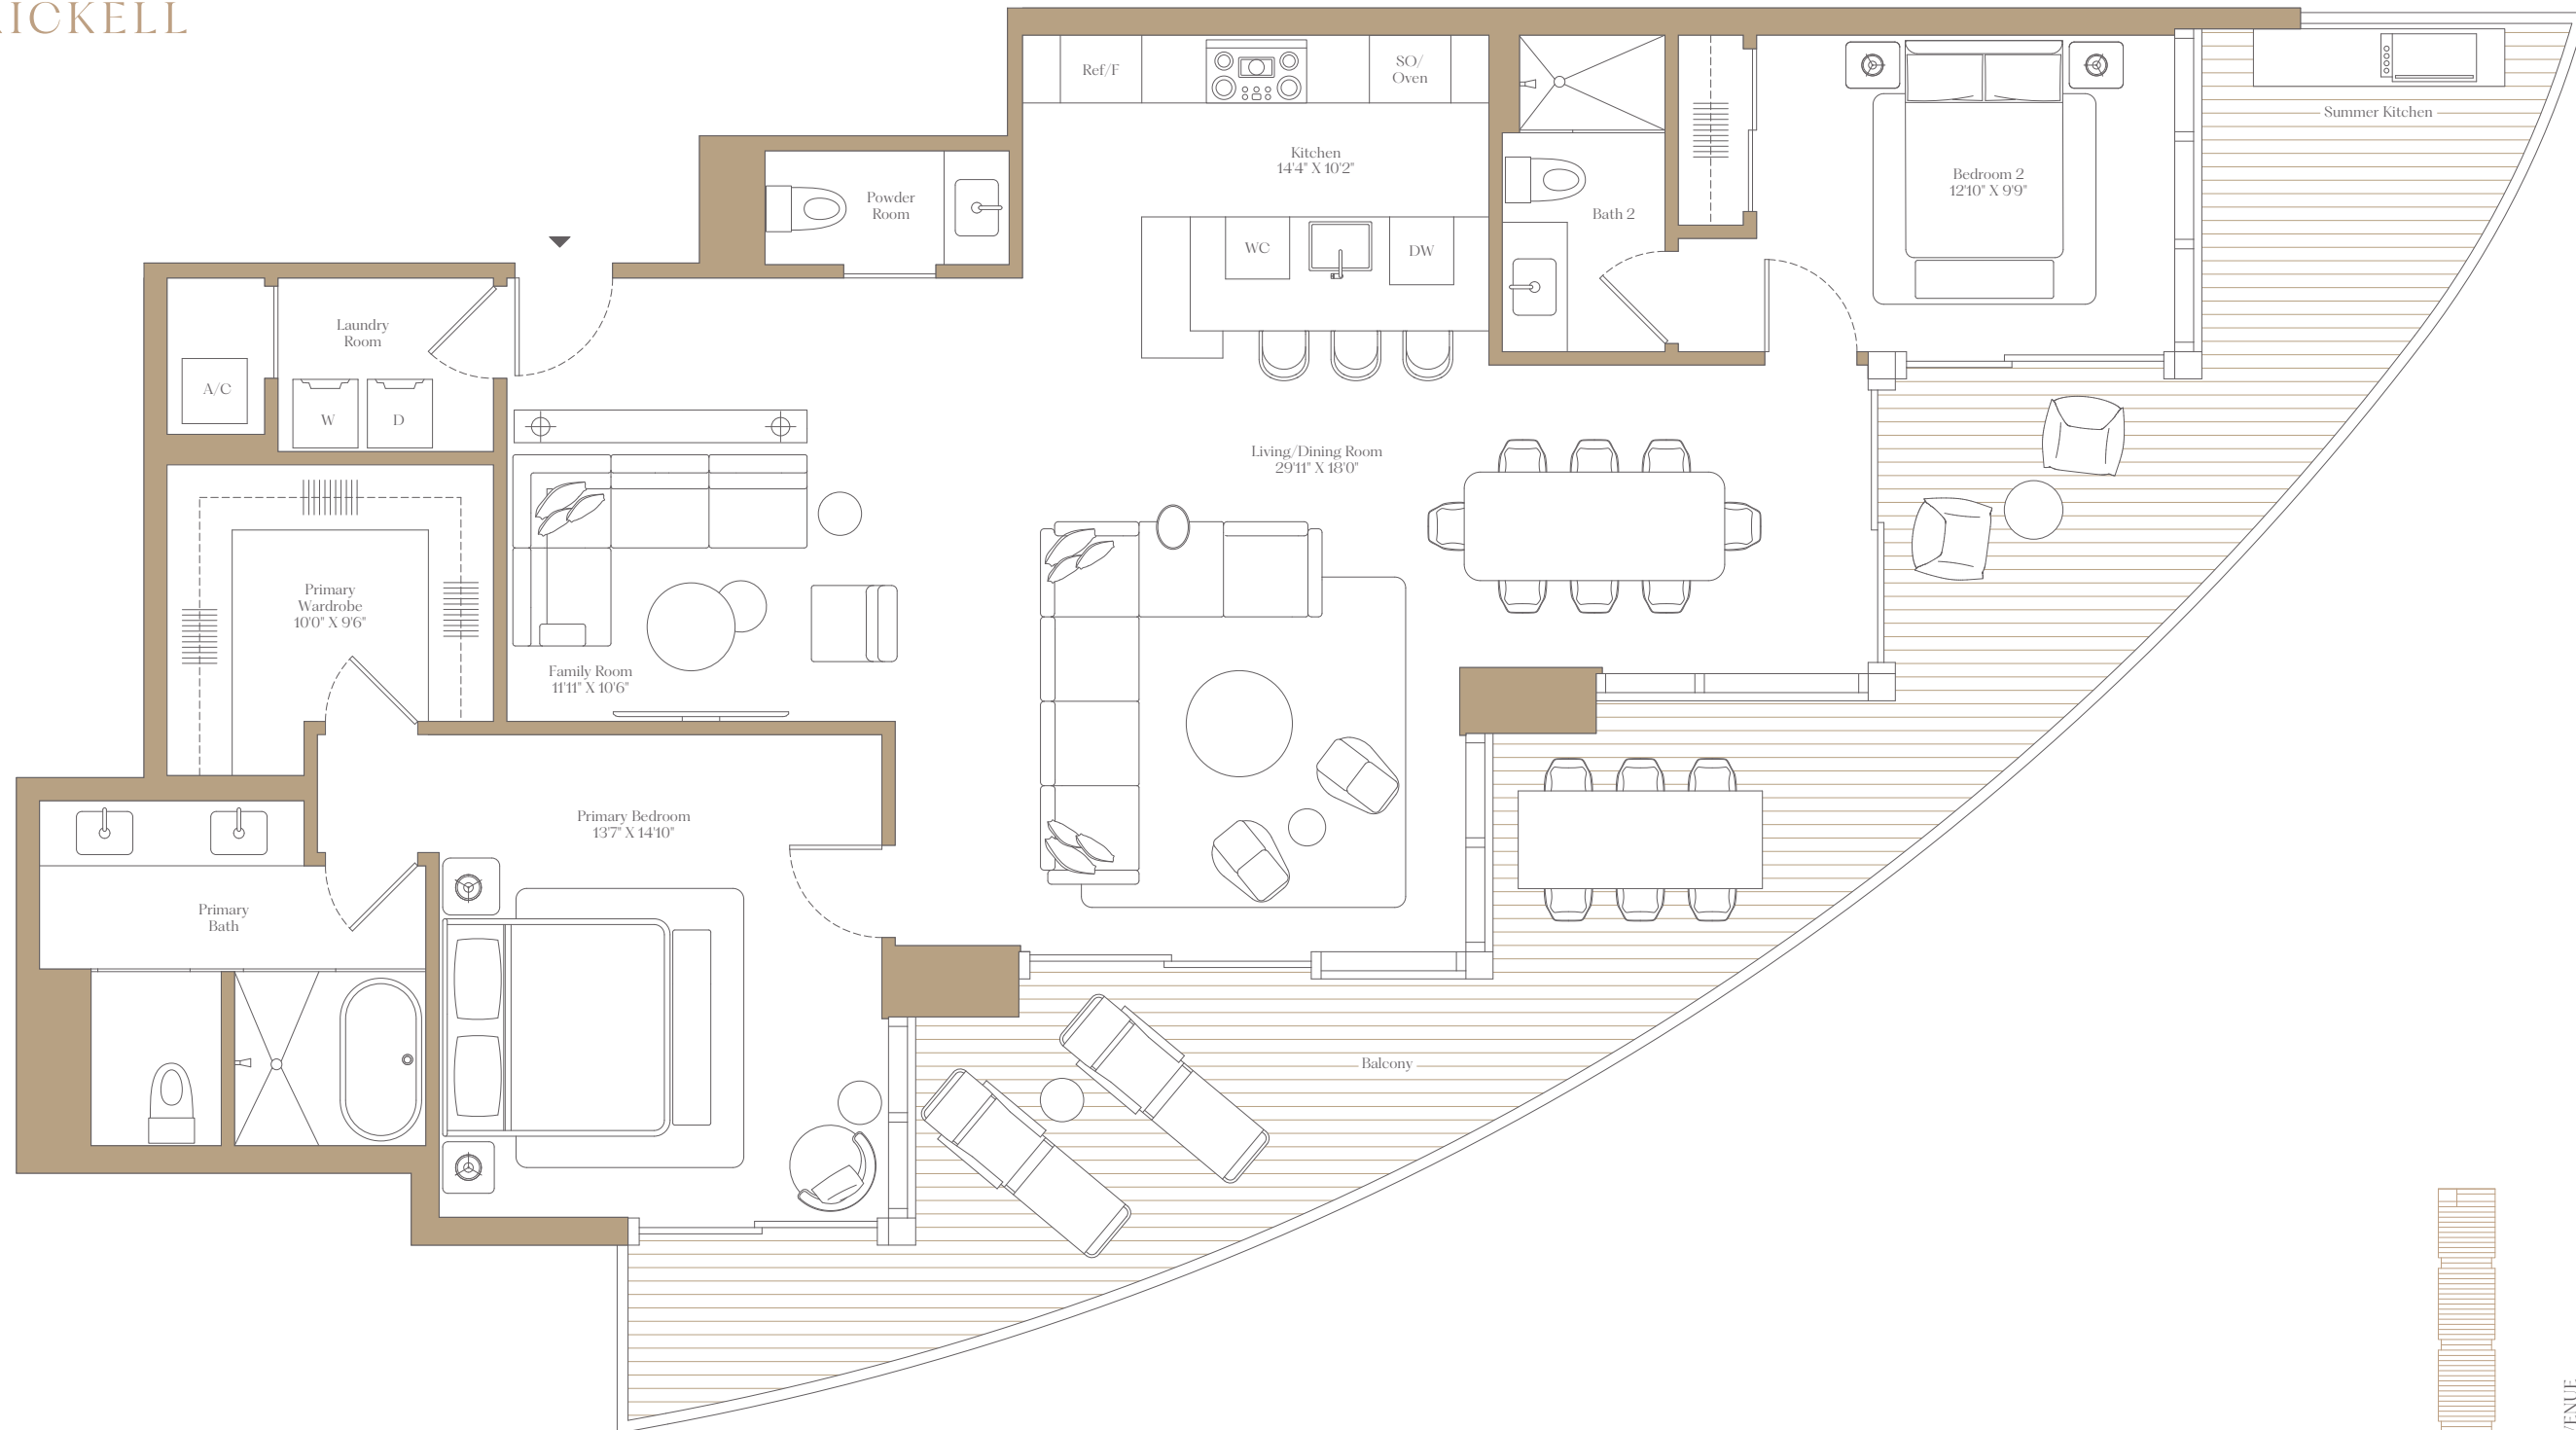 RICKELL
Ref/F
SO/
Oven
Summer Kitchen
Kitchen
14'4" X 10'2"
Bedroom 2
12'10" X 9'9"
Powder
Room
Bath 2
WC
DW
Laundry
Room
A/C
W
D
Living/Dining Room
29'11" X 18'0"
Primary
Wardrobe
10'0" X 9'6"
Family Room
11'11" X 10'6"
Primary Bedroom
13'7" X 14'10"
Primary
Bath
Balcony
VENUE